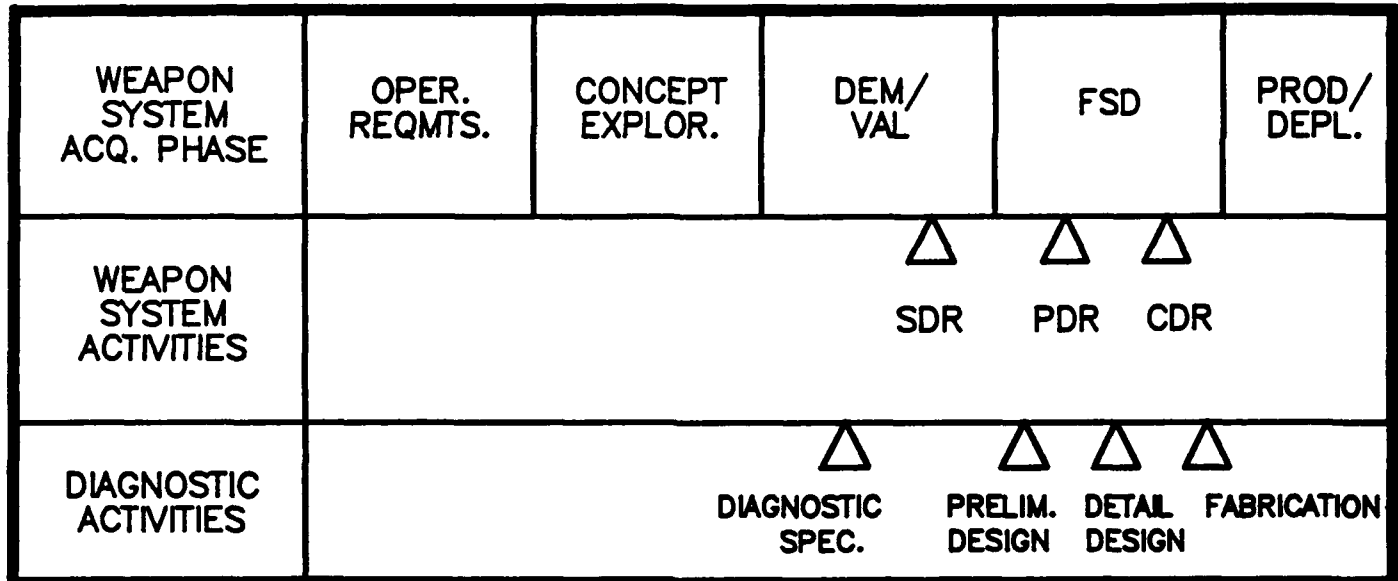 WEAPON
SYSTEM
ACQ. PHASE
OPER.
REQMTS.
CONCEPT
EXPLOR.
DEM/
VAL
FSD
PROD/
DEPL.
WEAPON
SYSTEM
ACTIVITIES
SDR
PDR
CDR
DIAGNOSTIC
ACTIVITIES
DIAGNOSTIC
SPEC.
PRELIM.
DESIGN
DETAIL
DESIGN
FABRICATION